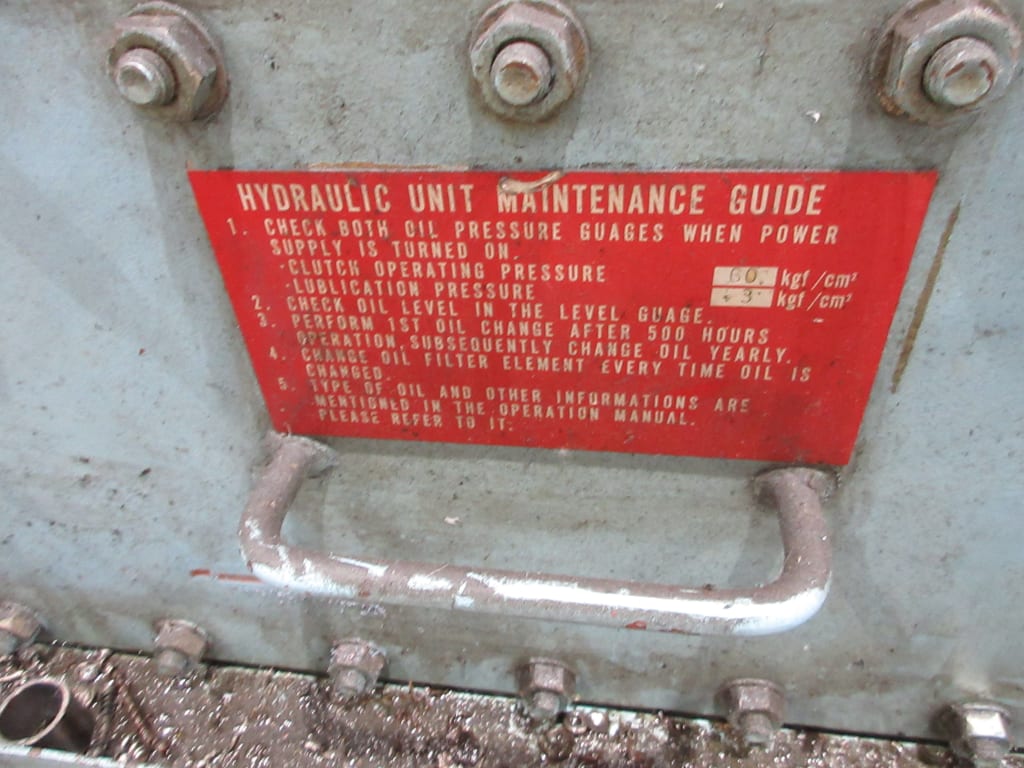 HYDRAULIC UNIT MAINTENANCE GUIDE
1. CHECK BOTH OIL PRESSURE GUAGES WHEN POWER
SUPPLY IS TURNED ON.
·CLUTCH OPERATING PRESSURE 60 kgf/cm²
·LUBLICATION PRESSURE 3 kgf/cm²
2. CHECK OIL LEVEL IN THE LEVEL GUAGE.
3. PERFORM 1ST OIL CHANGE AFTER 500 HOURS
OPERATION,SUBSEQUENTLY CHANGE OIL YEARLY.
4. CHANGE OIL FILTER ELEMENT EVERY TIME OIL IS
CHANGED.
5. TYPE OF OIL AND OTHER INFORMATIONS ARE
MENTIONED IN THE OPERATION MANUAL.
PLEASE REFER TO IT.